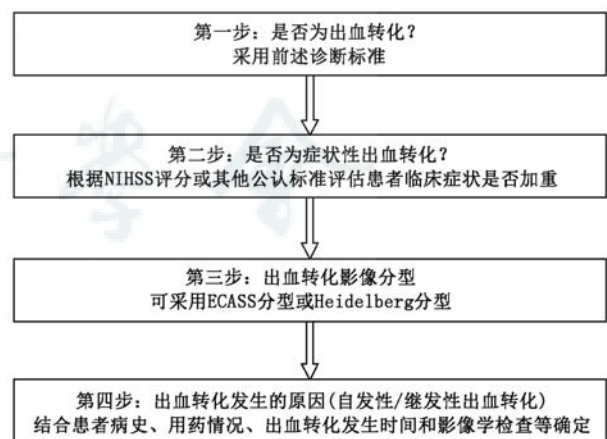 第一步：是否为出血转化？
采用前述诊断标准
第二步：是否为症状性出血转化？
根据NIHSS评分或其他公认标准评估患者临床症状是否加重
第三步：出血转化影像分型
可采用ECASS分型或Heidelberg分型
第四步：出血转化发生的原因(自发性/继发性出血转化)
结合患者病史、用药情况、出血转化发生时间和影像学检查等确定